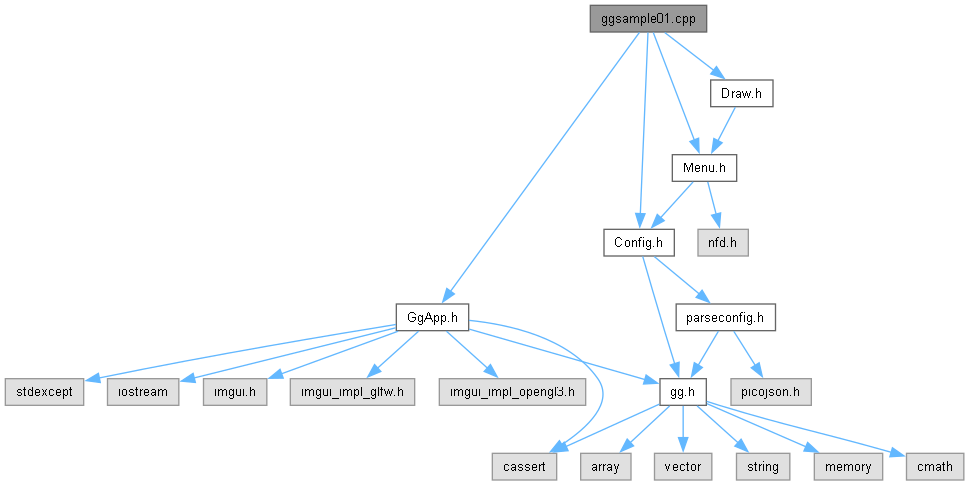 ggsample01.cpp
Draw.h
Menu.h
Config.h
nfd.h
GgApp.h
parseconfig.h
stdexcept
iostream
imgui.h
imgui_impl_glfw.h
imgui_impl_opengl3.h
gg.h
picojson.h
cassert
array
vector
string
memory
cmath